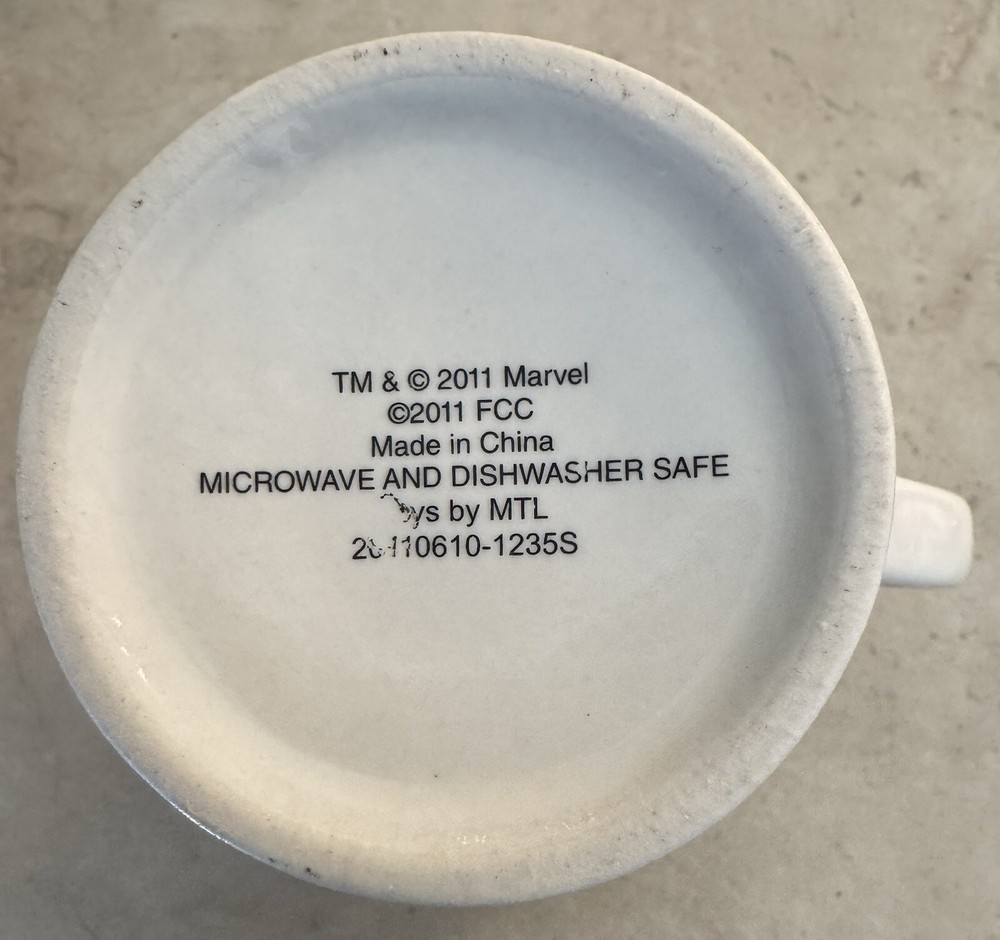 TM & © 2011 Marvel
©2011 FCC
Made in China
MICROWAVE AND DISHWASHER SAFE
by MTL